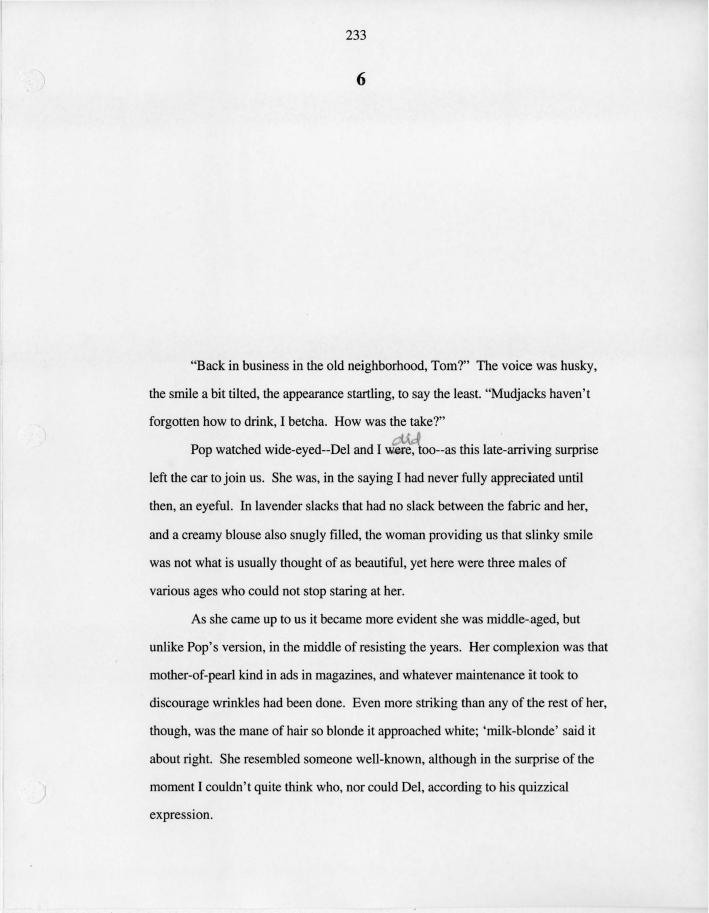 233
6
“Back in business in the old neighborhood, Tom?”  The voice was husky,
the smile a bit tilted, the appearance startling, to say the least. “Mudjacks haven’t
forgotten how to drink, I betcha.  How was the take?”
did
Pop watched wide-eyed--Del and I were, too--as this late-arriving surprise
left the car to join us.  She was, in the saying I had never fully appreciated until
then, an eyeful.  In lavender slacks that had no slack between the fabric and her,
and a creamy blouse also snugly filled, the woman providing us that slinky smile
was not what is usually thought of as beautiful, yet here were three males of
various ages who could not stop staring at her.
As she came up to us it became more evident she was middle-aged, but
unlike Pop’s version, in the middle of resisting the years.  Her complexion was that
mother-of-pearl kind in ads in magazines, and whatever maintenance it took to
discourage wrinkles had been done.  Even more striking than any of the rest of her,
though, was the mane of hair so blonde it approached white; ‘milk-blonde’ said it
about right.  She resembled someone well-known, although in the surprise of the
moment I couldn’t quite think who, nor could Del, according to his quizzical
expression.